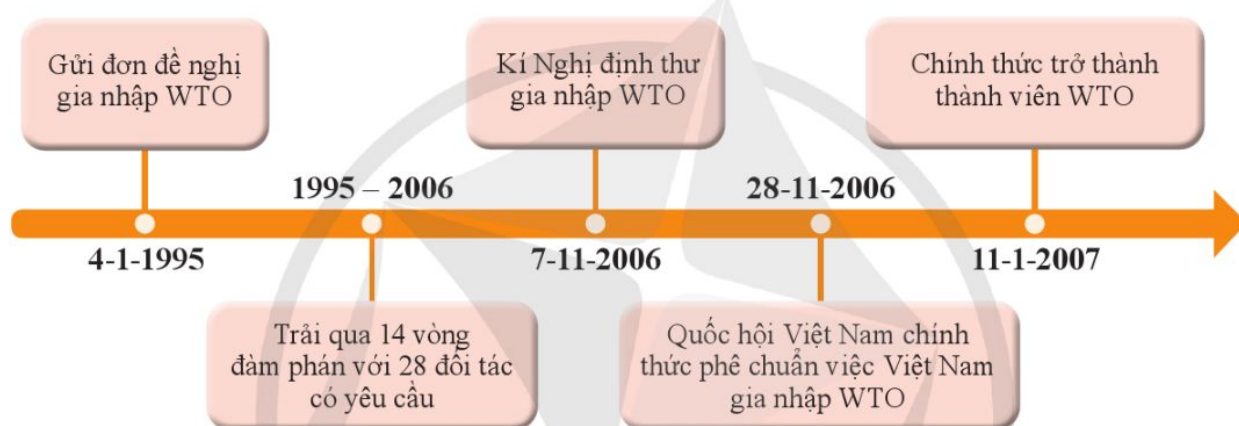 Gửi đơn đề nghị
gia nhập WTO
Kí Nghị định thư
gia nhập WTO
Chính thức trở thành
thành viên WTO
1995 – 2006
28-11-2006
4-1-1995
7-11-2006
11-1-2007
Trải qua 14 vòng
đàm phán với 28 đối tác
có yêu cầu
Quốc hội Việt Nam chính
thức phê chuẩn việc Việt Nam
gia nhập WTO